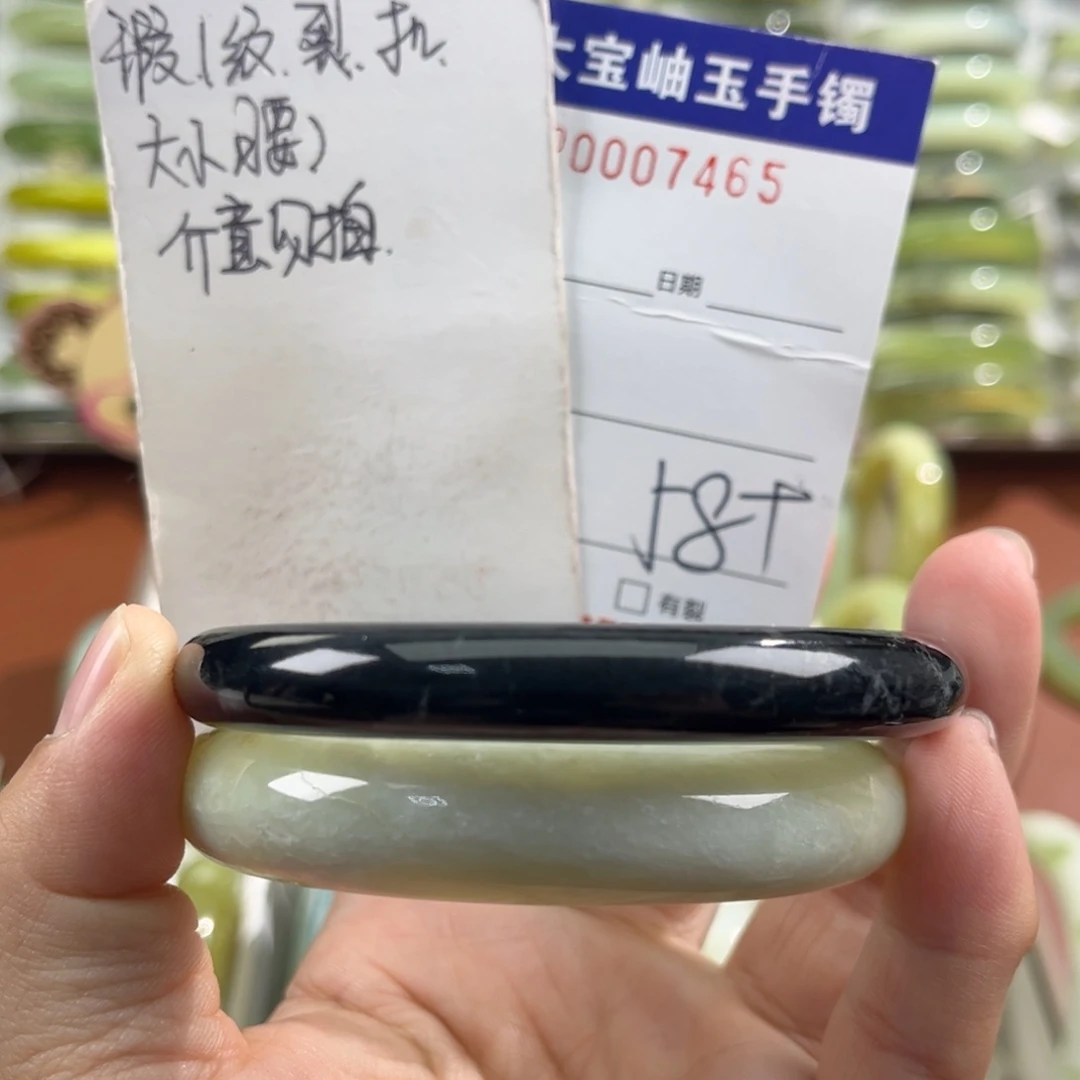 瑕、纹.裂.
大小腰)
介意勿拍.
大宝岫玉手镯
0007465
日期
有裂